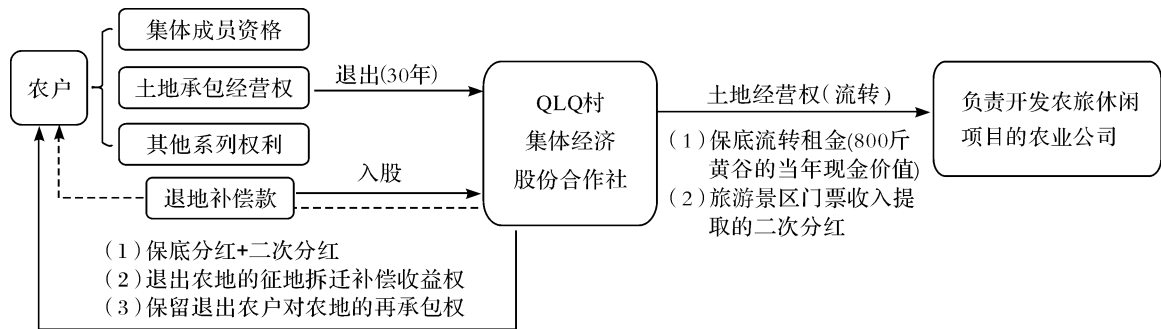 集体成员资格
农户
土地承包经营权
其他系列权利
退地补偿款
退出(30年)
入股
QLQ村
集体经济
股份合作社
土地经营权(流转)
(1)保底流转租金(800斤
黄谷的当年现金价值)
(2)旅游景区门票收入提
取的二次分红
负责开发农旅休闲
项目的农业公司
(1)保底分红+二次分红
(2)退出农地的征地拆迁补偿收益权
(3)保留退出农户对农地的再承包权